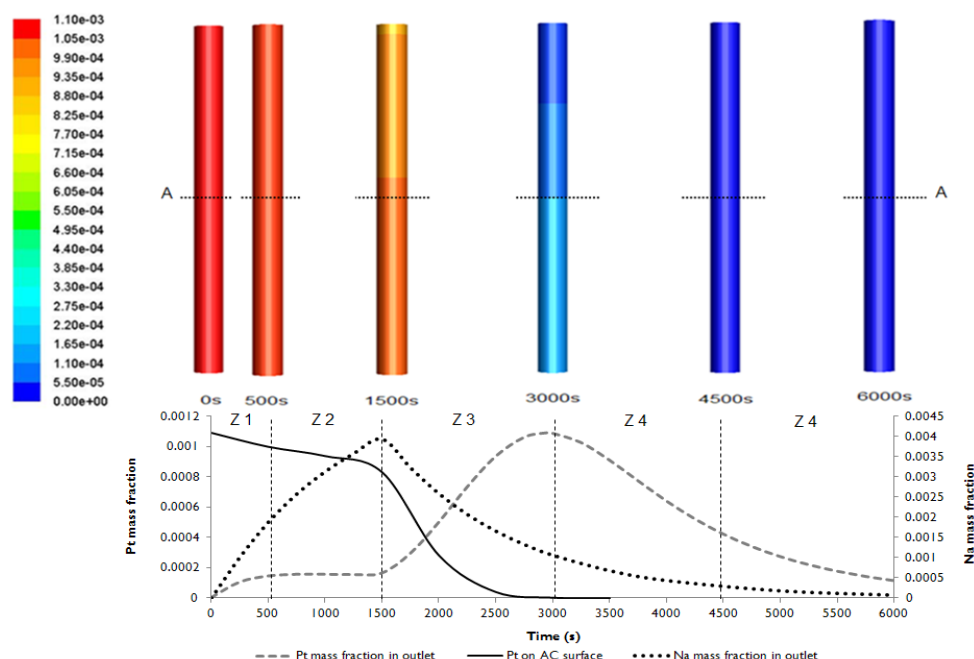 1.10e-03
1.05e-03
9.90e-04
9.35e-04
8.80e-04
8.25e-04
7.70e-04
7.15e-04
6.60e-04
6.05e-04
5.50e-04
4.95e-04
4.40e-04
3.85e-04
3.30e-04
2.75e-04
2.20e-04
1.65e-04
1.10e-04
5.50e-05
0.00e+00
A A
0s 500s 1500s 3000s 4500s 6000s
Z 1 Z 2 Z 3 Z 4 Z 4
Pt mass fraction
0.0012
0.001
0.0008
0.0006
0.0004
0.0002
0
0.0045
0.004
0.0035
0.003
0.0025
0.002
0.0015
0.001
0.0005
0
Na mass fraction
0 500 1000 1500 2000 2500 3000 3500 4000 4500 5000 5500 6000
Time (s)
Pt mass fraction in outlet Pt on AC surface Na mass fraction in outlet